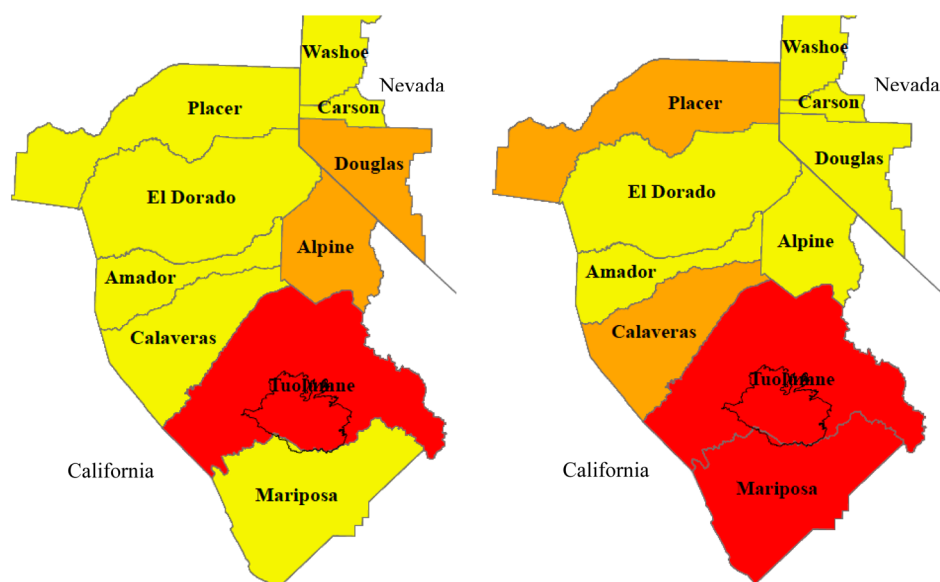 Washoe
Nevada
Placer
Carson
Douglas
El Dorado
Alpine
Amador
Calaveras
Tuolumne
California
Mariposa
Washoe
Nevada
Placer
Carson
Douglas
El Dorado
Alpine
Amador
Calaveras
Tuolumne
California
Mariposa